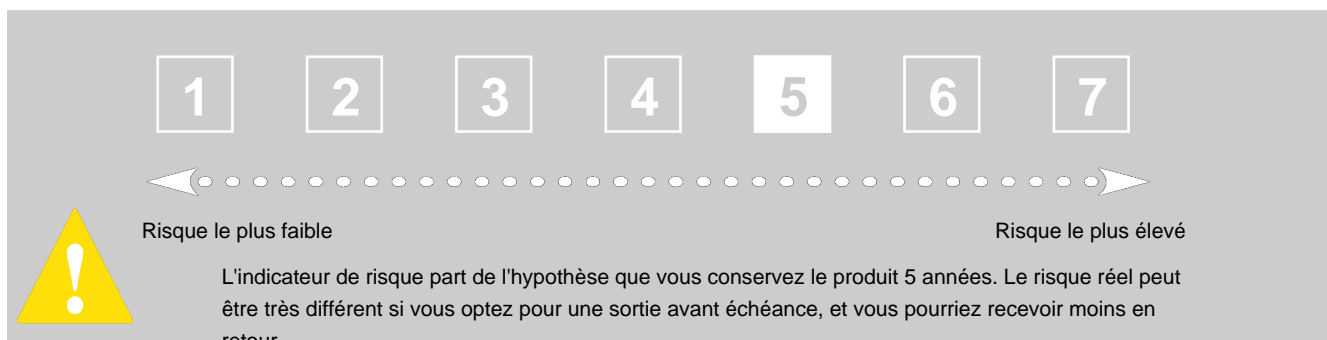 1 2 3 4 5 6 7
Risque le plus faible Risque le plus élevé
!
L'indicateur de risque part de l'hypothèse que vous conservez le produit 5 années. Le risque réel peut
être très différent si vous optez pour une sortie avant échéance, et vous pourriez recevoir moins en
retour